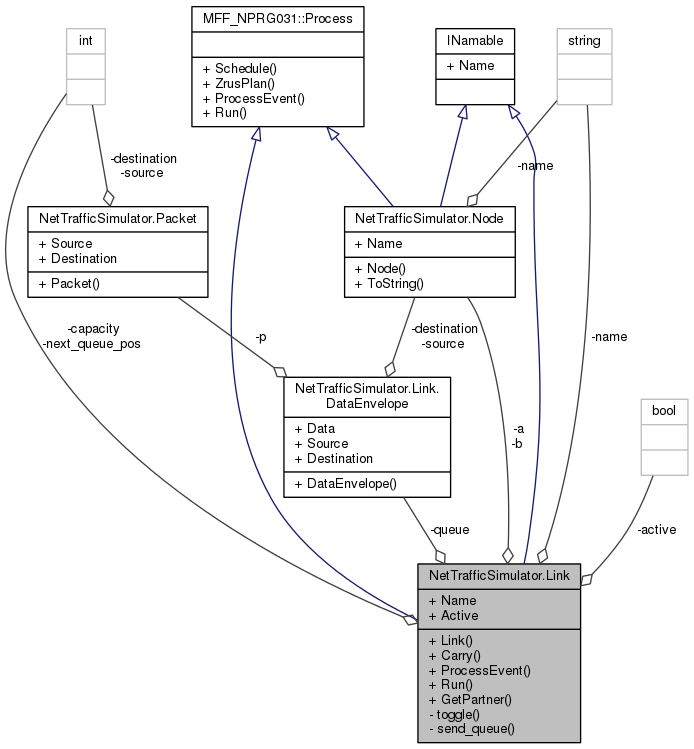 MFF_NPRG031::Process
+ Schedule()
+ ZrusPlan()
+ ProcessEvent()
+ Run()
int
INamable
+ Name
string
-destination
-source
-name
NetTrafficSimulator.Packet
+ Source
+ Destination
+ Packet()
NetTrafficSimulator.Node
+ Name
+ Node()
+ ToString()
-capacity
-next_queue_pos
-p
-destination
-source
-name
NetTrafficSimulator.Link.
DataEnvelope
+ Data
+ Source
+ Destination
+ DataEnvelope()
-a
-b
bool
-queue
-active
NetTrafficSimulator.Link
+ Name
+ Active
+ Link()
+ Carry()
+ ProcessEvent()
+ Run()
+ GetPartner()
- toggle()
- send_queue()